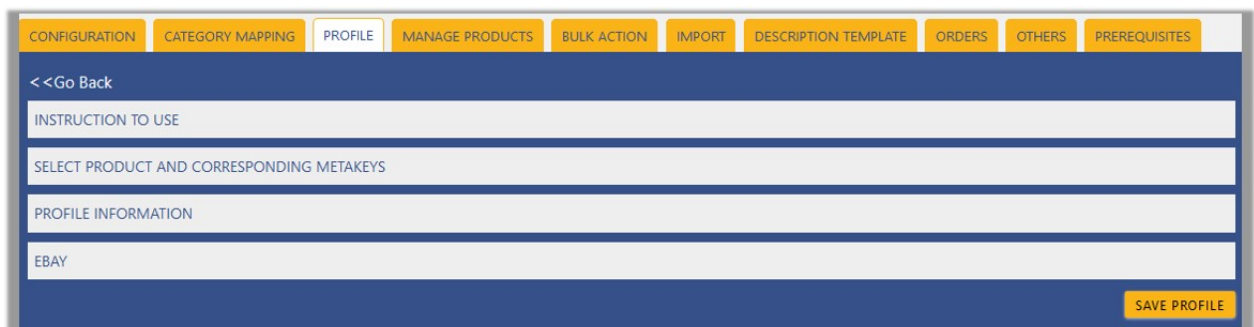 CONFIGURATION CATEGORY MAPPING PROFILE MANAGE PRODUCTS BULK ACTION IMPORT DESCRIPTION TEMPLATE ORDERS OTHERS PREREQUISITES
<<Go Back
INSTRUCTION TO USE
SELECT PRODUCT AND CORRESPONDING METAKEYS
PROFILE INFORMATION
EBAY
SAVE PROFILE